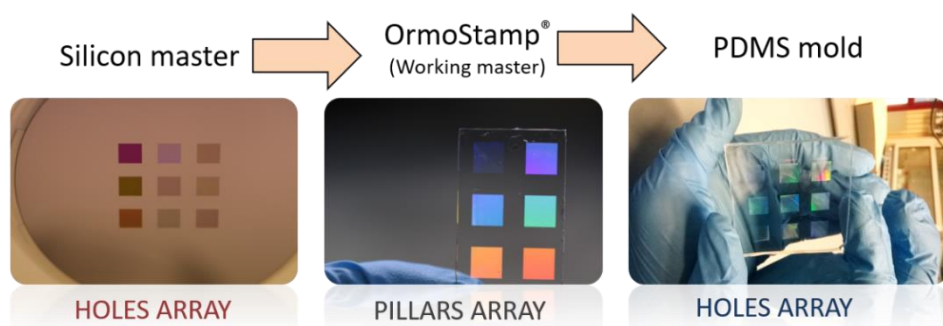 Silicon master
OrmoStamp®
(Working master)
PDMS mold
HOLES ARRAY
PILLARS ARRAY
HOLES ARRAY